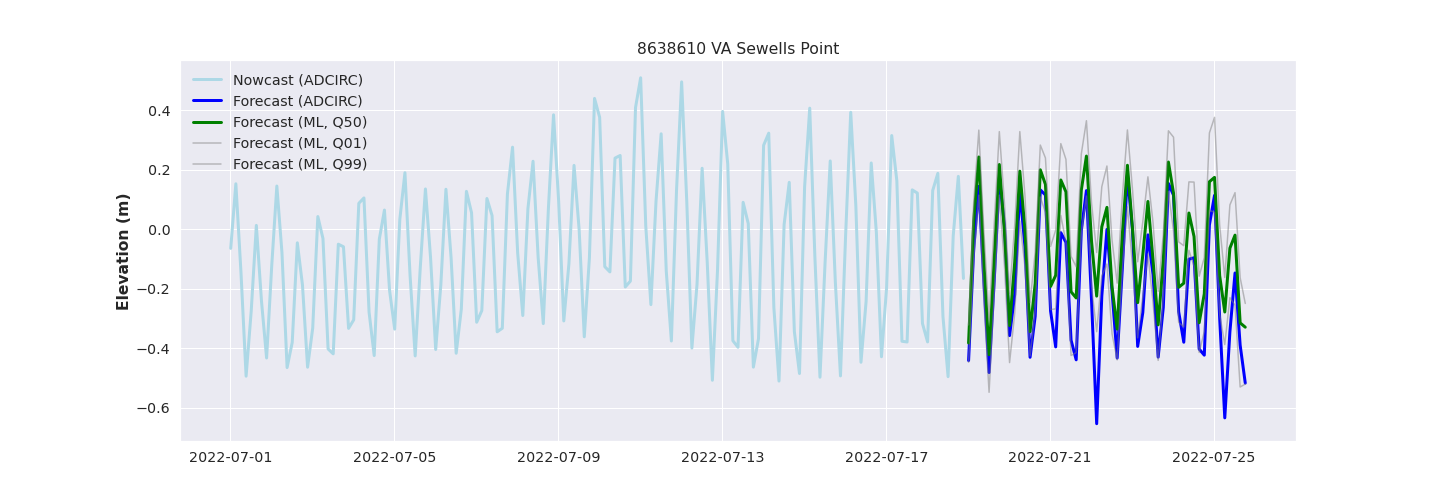 8638610 VA Sewells Point
Nowcast (ADCIRC)
Forecast (ADCIRC)
Forecast (ML, Q50)
Forecast (ML, Q01)
Forecast (ML, Q99)
Elevation (m)
0.4
0.2
0.0
−0.2
−0.4
−0.6
2022-07-01 2022-07-05 2022-07-09 2022-07-13 2022-07-17 2022-07-21 2022-07-25